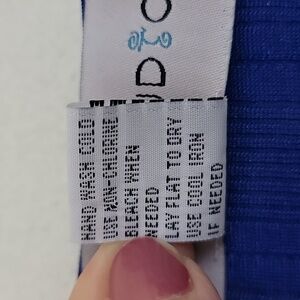 HAND WASH COLD
USE NON-CHLORINE
BLEACH WHEN
NEEDED
LAY FLAT TO DRY
USE COOL IRON
IF NEEDED